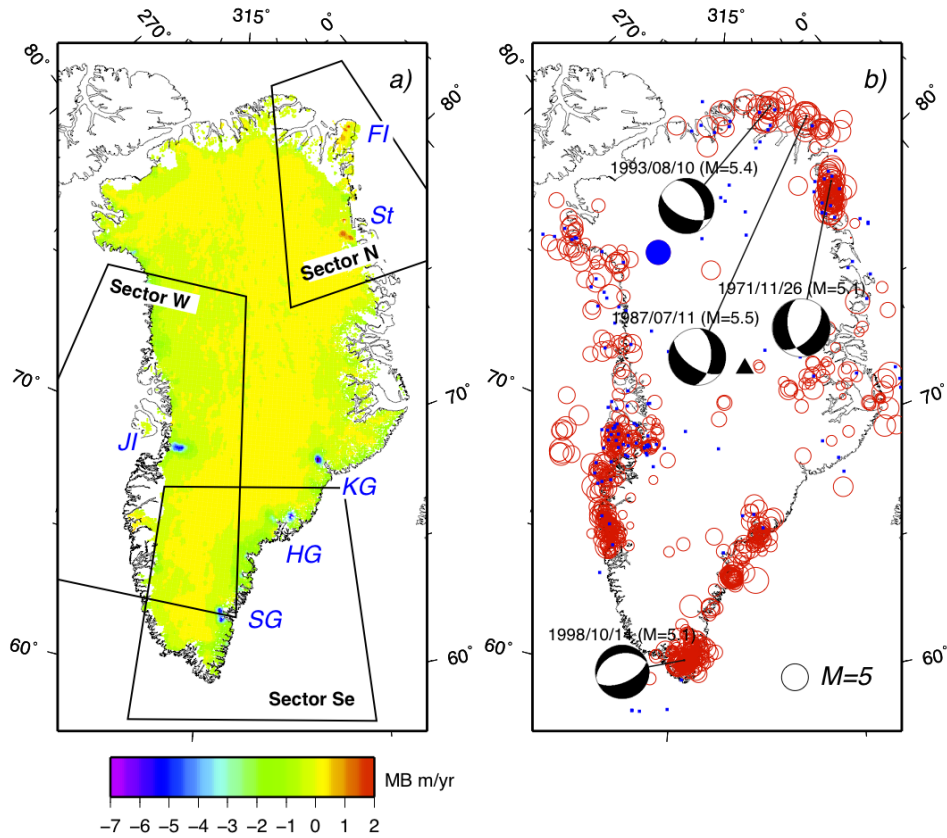 270° 315° 0°
270° 315° 0°
80° 80°
80° 80°
a)
b)
Fl
St
Sector N
Sector W
1993/08/10 (M=5.4)
1971/11/26 (M=5.1)
1987/07/11 (M=5.5)
70° 70°
70°
JI
KG
HG
SG
60° 60°
60°
1998/10/14 (M=5.1)
Sector Se
M=5
MB m/yr
−7 −6 −5 −4 −3 −2 −1 0 1 2